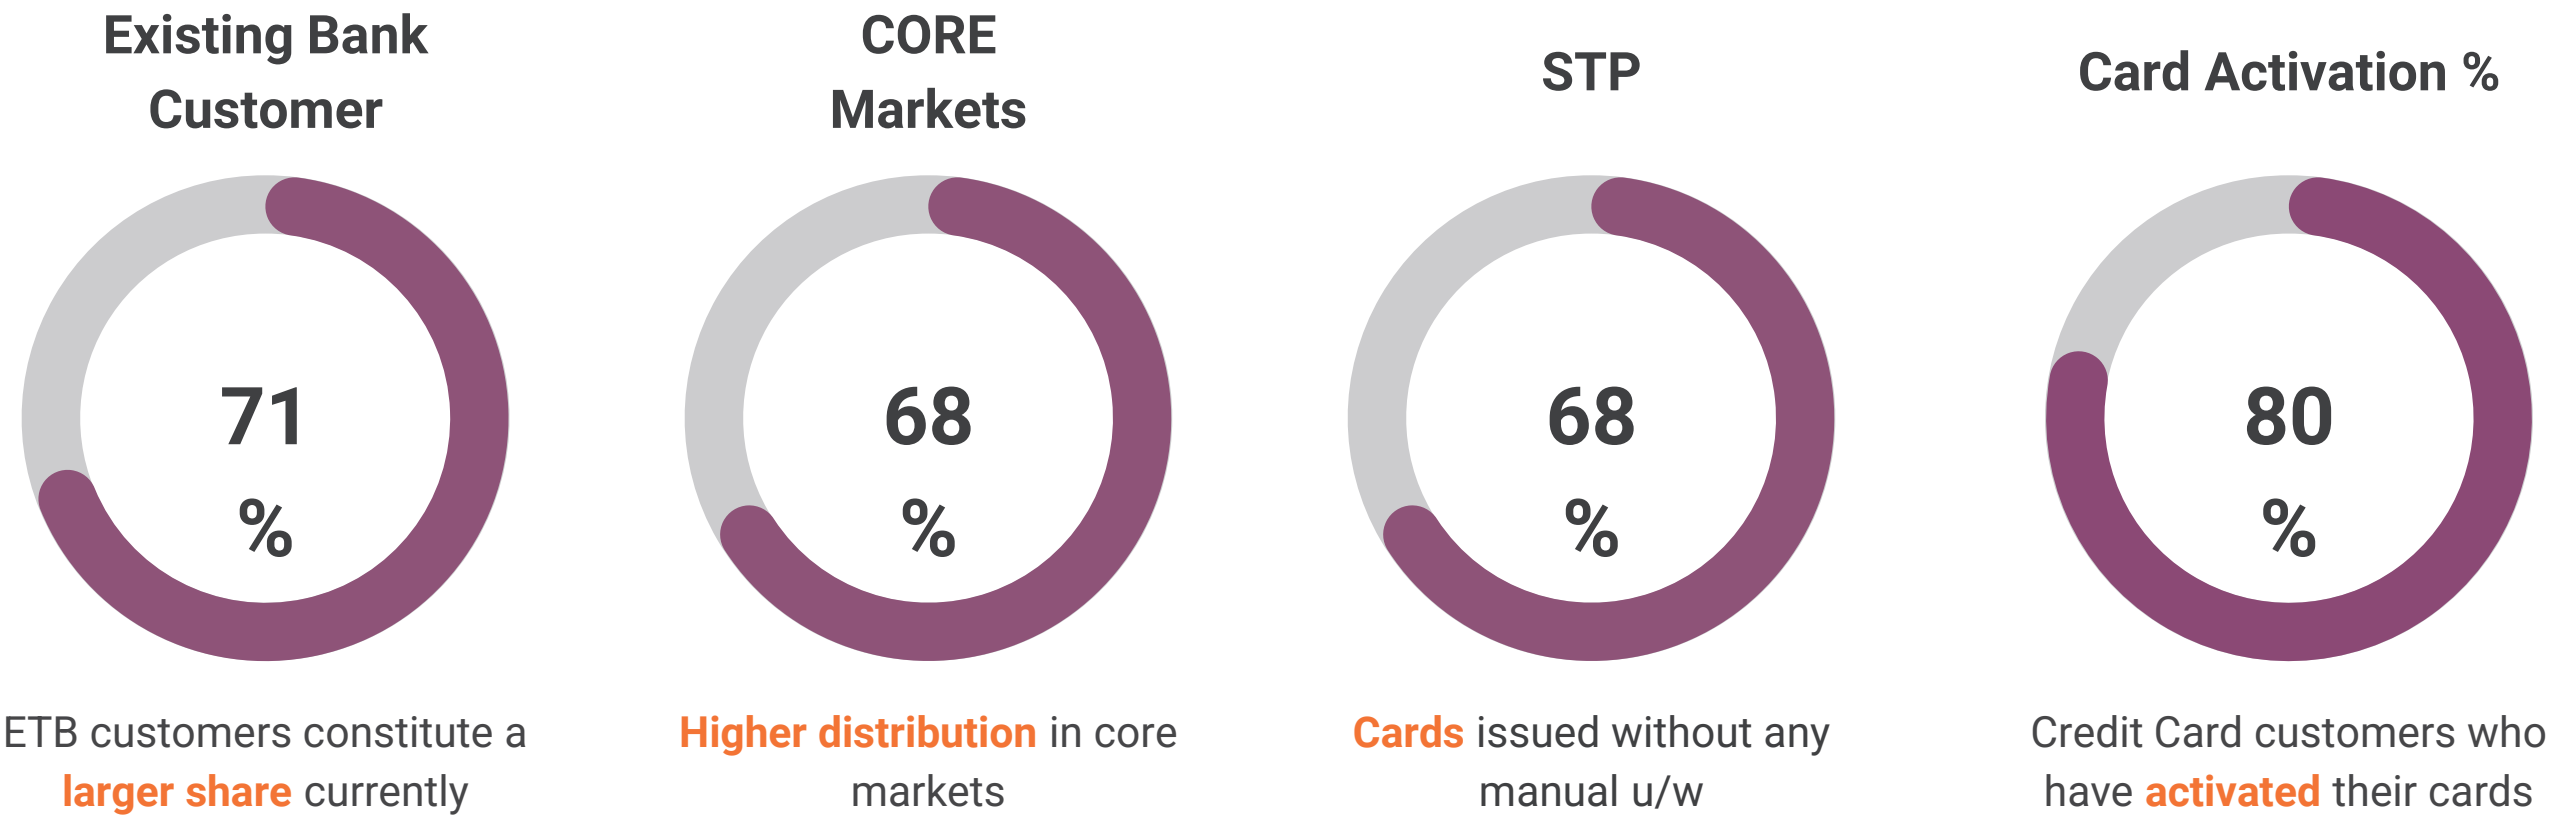 Existing Bank
Customer
71
%
ETB customers constitute a
larger share currently
CORE
Markets
68
%
Higher distribution in core
markets
STP
68
%
Cards issued without any
manual u/w
Card Activation %
80
%
Credit Card customers who
have activated their cards